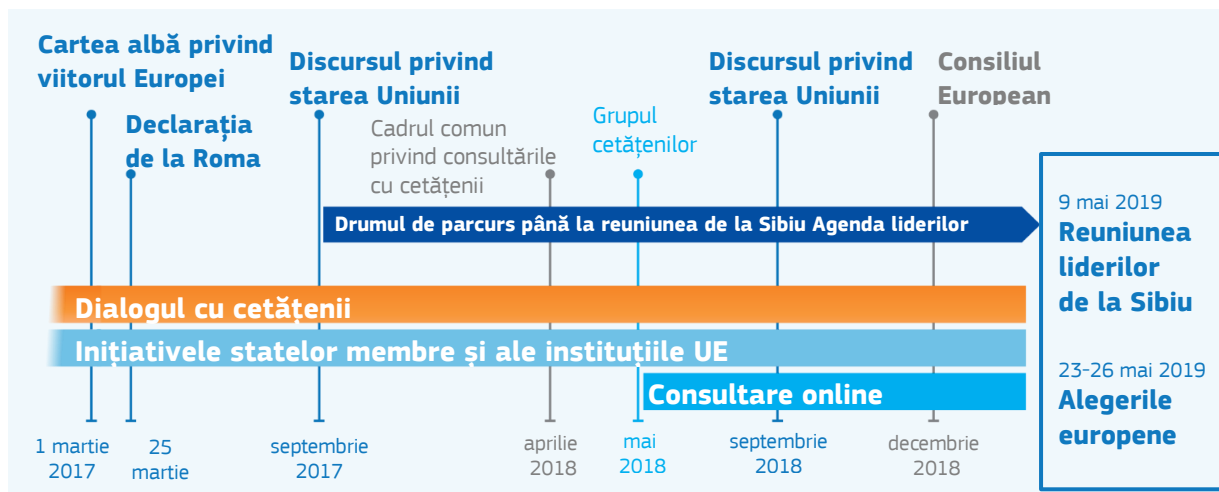 Cartea albă privind
viitorul Europei
Declarația
de la Roma
Discursul privind
starea Uniunii
Cadrul comun
privind consultările
cu cetățenii
Grupul
cetățenilor
Discursul privind
starea Uniunii
Consiliul
European
Drumul de parcurs până la reuniunea de la Sibiu Agenda liderilor
Dialogul cu cetățenii
Inițiativele statelor membre și ale instituțiile UE
Consultare online
1 martie
2017
25
martie
septembrie
2017
aprilie
2018
mai
2018
septembrie
2018
decembrie
2018
9 mai 2019
Reuniunea
liderilor
de la Sibiu
23-26 mai 2019
Alegerile
europene